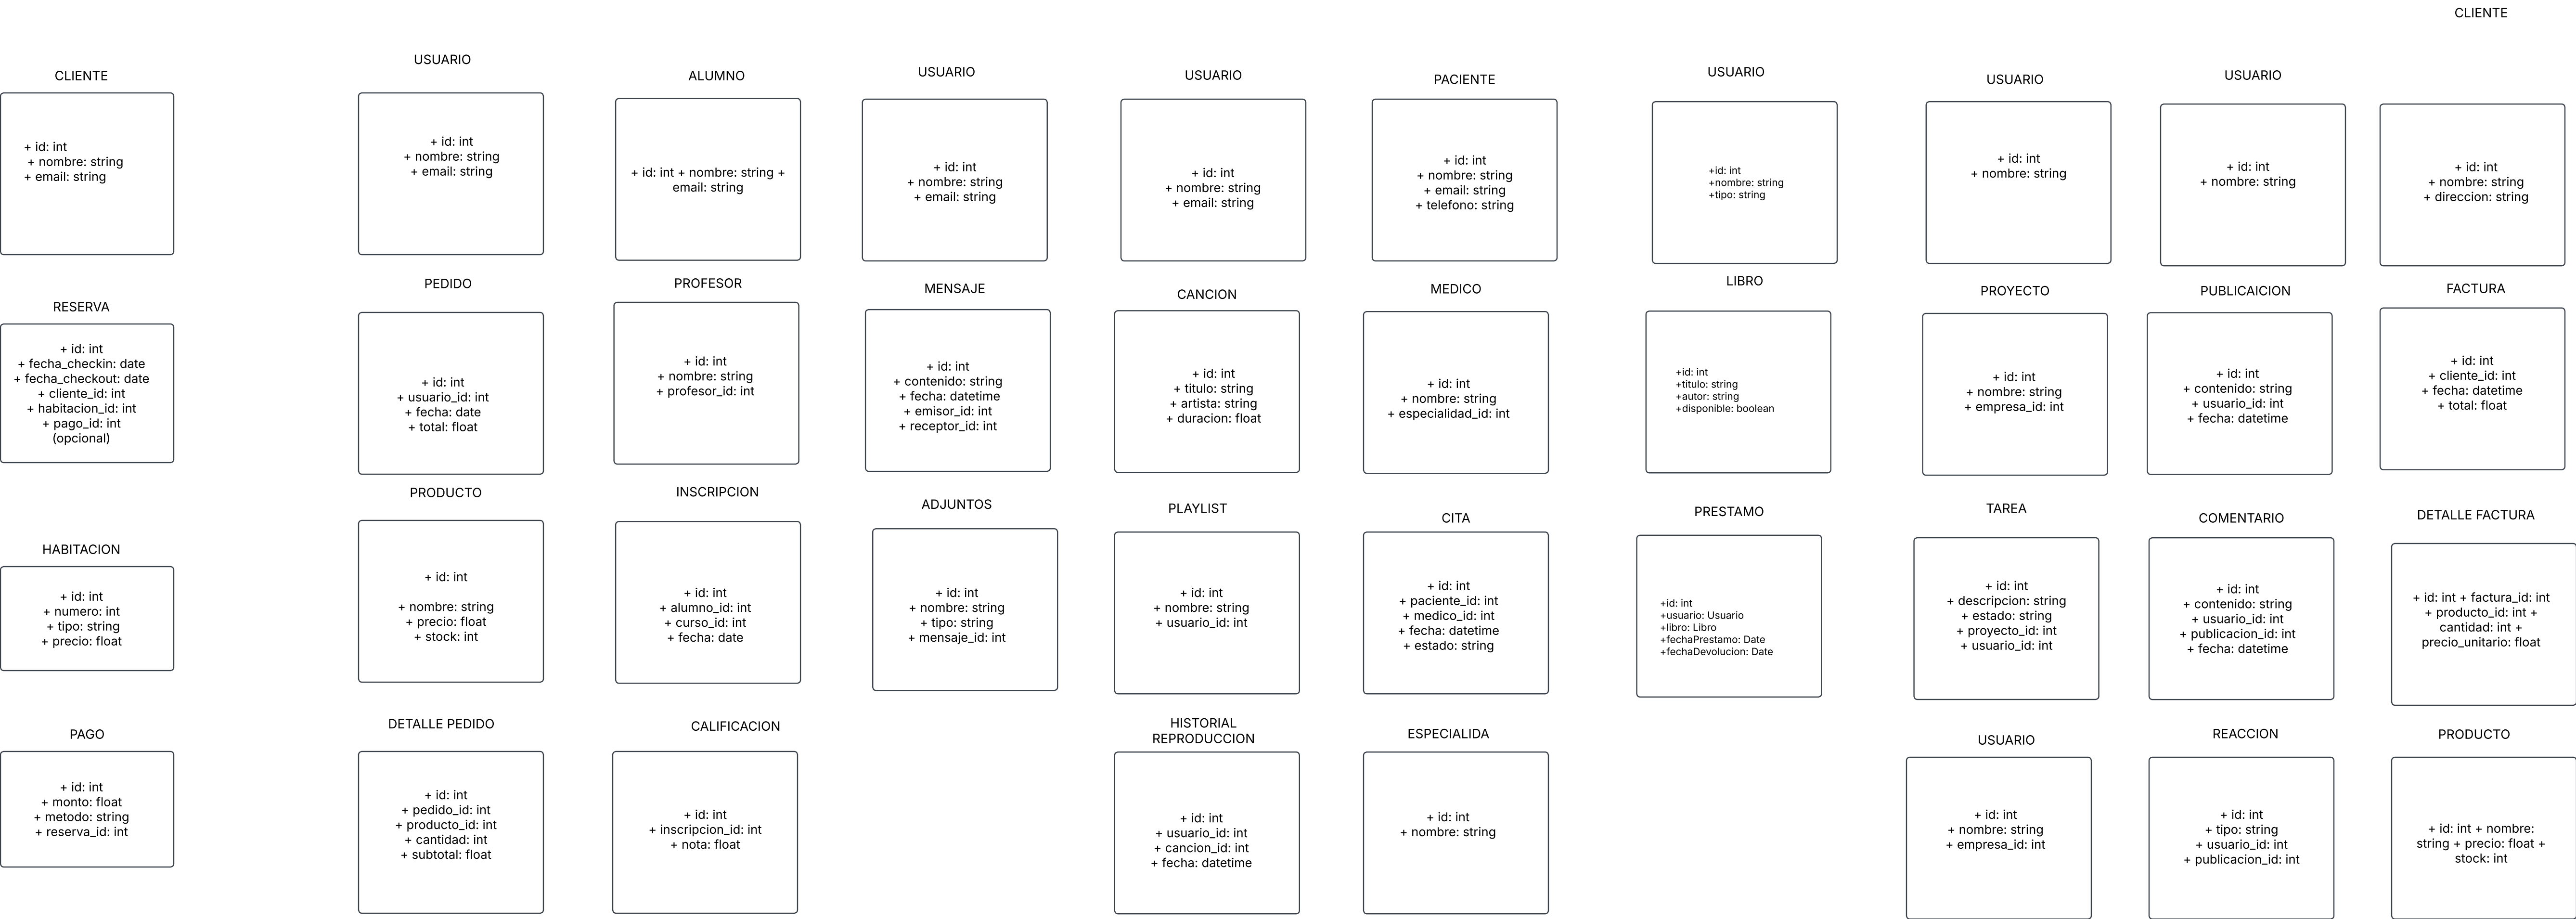 CLIENTE
+ id: int
+ nombre: string
+ email: string
RESERVA
+ id: int
+ fecha_checkin: date
+ fecha_checkout: date
+ cliente_id: int
+ habitacion_id: int
+ pago_id: int
(opcional)
HABITACION
+ id: int
+ numero: int
+ tipo: string
+ precio: float
PAGO
+ id: int
+ monto: float
+ metodo: string
+ reserva_id: int
USUARIO
+ id: int
+ nombre: string
+ email: string
PEDIDO
+ id: int
+ usuario_id: int
+ fecha: date
+ total: float
PRODUCTO
+ id: int
+ nombre: string
+ precio: float
+ stock: int
DETALLE PEDIDO
+ id: int
+ pedido_id: int
+ producto_id: int
+ cantidad: int
+ subtotal: float
ALUMNO
+ id: int + nombre: string +
email: string
PROFESOR
+ id: int
+ nombre: string
+ profesor_id: int
INSCRIPCION
+ id: int
+ alumno_id: int
+ curso_id: int
+ fecha: date
CALIFICACION
+ id: int
+ inscripcion_id: int
+ nota: float
USUARIO
+ id: int
+ nombre: string
+ email: string
MENSAJE
+ id: int
+ contenido: string
+ fecha: datetime
+ emisor_id: int
+ receptor_id: int
ADJUNTOS
+ id: int
+ nombre: string
+ tipo: string
+ mensaje_id: int
USUARIO
+ id: int
+ nombre: string
+ email: string
CANCION
+ id: int
+ titulo: string
+ artista: string
+ duracion: float
PLAYLIST
+ id: int
+ nombre: string
+ usuario_id: int
HISTORIAL
REPRODUCCION
+ id: int
+ usuario_id: int
+ cancion_id: int
+ fecha: datetime
PACIENTE
+ id: int
+ nombre: string
+ email: string
+ telefono: string
MEDICO
+ id: int
+ nombre: string
+ especialidad_id: int
CITA
+ id: int
+ paciente_id: int
+ medico_id: int
+ fecha: datetime
+ estado: string
ESPECIALIDA
+ id: int
+ nombre: string
USUARIO
+id: int
+nombre: string
+tipo: string
LIBRO
+id: int
+titulo: string
+autor: string
+disponible: boolean
PRESTAMO
+id: int
+usuario: Usuario
+libro: Libro
+fechaPrestamo: Date
+fechaDevolucion: Date
USUARIO
+ id: int
+ nombre: string
PROYECTO
+ id: int
+ nombre: string
+ empresa_id: int
TAREA
+ id: int
+ descripcion: string
+ estado: string
+ proyecto_id: int
+ usuario_id: int
USUARIO
+ id: int
+ nombre: string
+ empresa_id: int
USUARIO
+ id: int
+ nombre: string
PUBLICAICION
+ id: int
+ contenido: string
+ usuario_id: int
+ fecha: datetime
COMENTARIO
+ id: int
+ contenido: string
+ usuario_id: int
+ publicacion_id: int
+ fecha: datetime
REACCION
+ id: int
+ tipo: string
+ usuario_id: int
+ publicacion_id: int
CLIENTE
+ id: int
+ nombre: string
+ direccion: string
FACTURA
+ id: int
+ cliente_id: int
+ fecha: datetime
+ total: float
DETALLE FACTURA
+ id: int + factura_id: int
+ producto_id: int +
cantidad: int +
precio_unitario: float
PRODUCTO
+ id: int + nombre:
string + precio: float +
stock: int